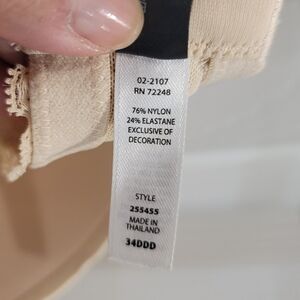 02-2107
RN 72248
76% NYLON
24% ELASTANE
EXCLUSIVE OF
DECORATION
STYLE
255455
MADE IN
THAILAND
34DDD